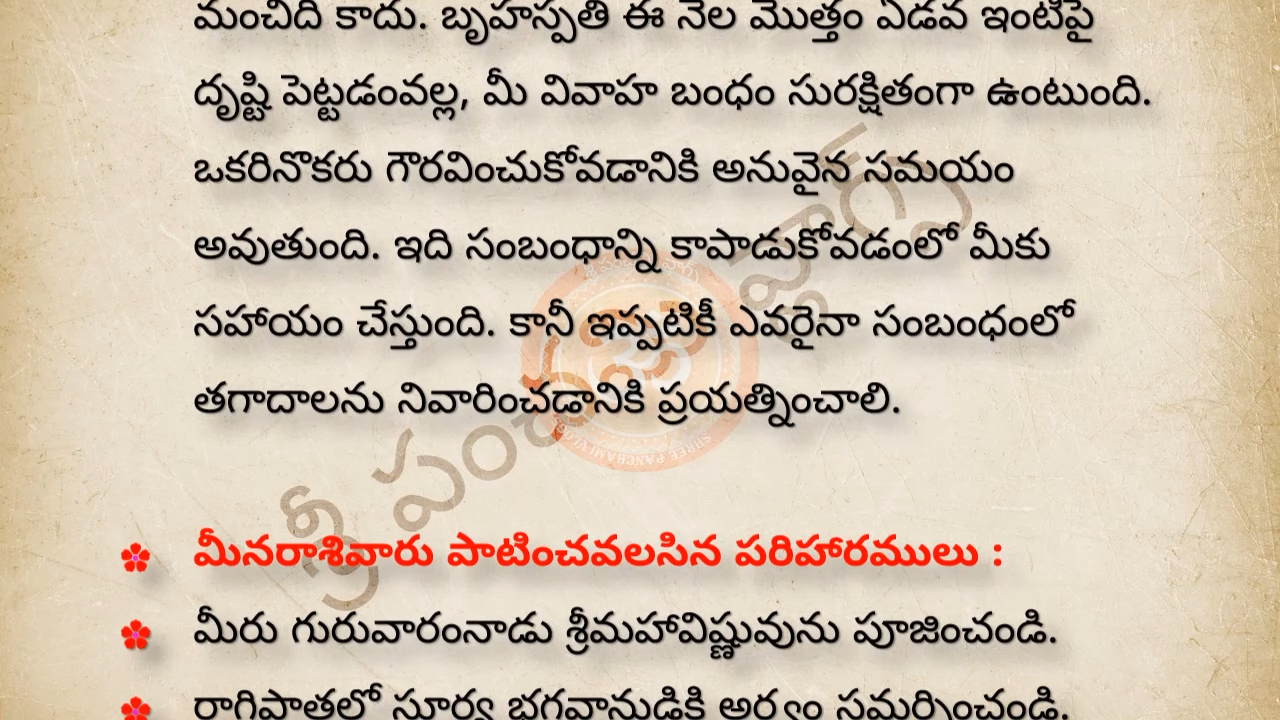 మంచిది కాదు. బృహస్పతి ఈ నెల మొత్తం ఏడవ ఇంటిపై
దృష్టి పెట్టడంవల్ల, మీ వివాహ బంధం సురక్షితంగా ఉంటుంది.
ఒకరినొకరు గౌరవించుకోవడానికి అనువైన సమయం
అవుతుంది. ఇది సంబంధాన్ని కాపాడుకోవడంలో మీకు
సహాయం చేస్తుంది. కానీ ఇప్పటికీ ఎవరైనా సంబంధంలో
తగాదాలను నివారించడానికి ప్రయత్నించాలి.
మీనరాశివారు పాటించవలసిన పరిహారములు :
మీరు గురువారంనాడు శ్రీమహావిష్ణువును పూజించండి.
రాగిపాతలో సూర్య భగవానుడికి అర్ఘ్యం సమర్పించండి.